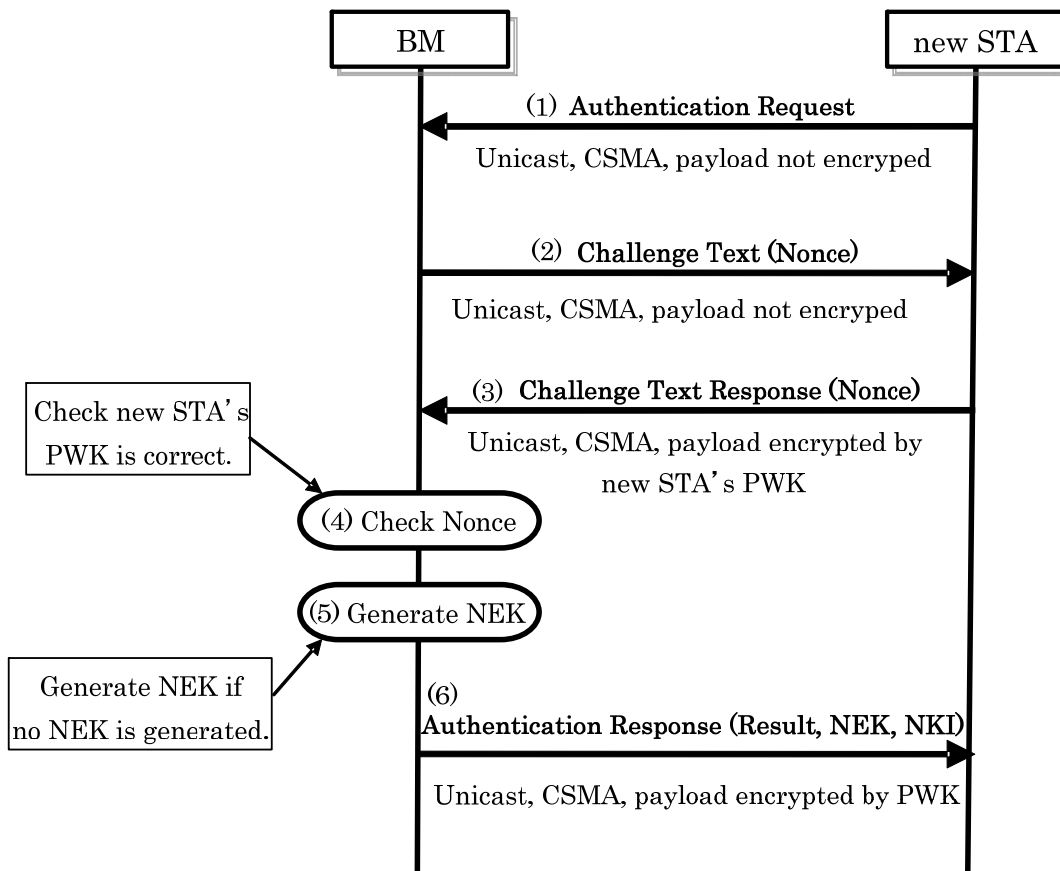 BM
new STA
(1) Authentication Request
Unicast, CSMA, payload not encryped
(2) Challenge Text (Nonce)
Unicast, CSMA, payload not encryped
(3) Challenge Text Response (Nonce)
Unicast, CSMA, payload encrypted by
new STA's PWK
Check new STA's
PWK is correct.
(4) Check Nonce
(5) Generate NEK
Generate NEK if
no NEK is generated.
(6)
Authentication Response (Result, NEK, NKI)
Unicast, CSMA, payload encrypted by PWK